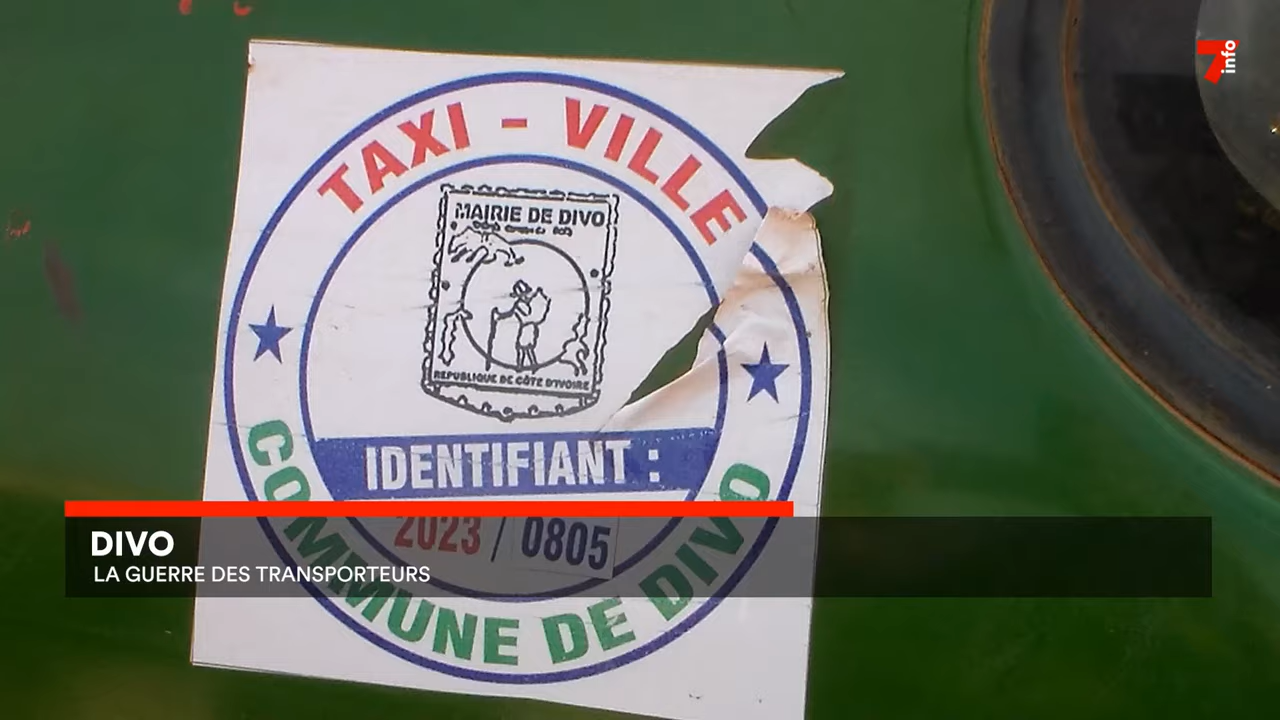 7info
TAXI - VILLE
MAIRIE DE DIVO
REPUBLIQUE DE CÔTE D'IVOIRE
IDENTIFIANT :
2023 / 0805
COMMUNE DE DIVO
DIVO
LA GUERRE DES TRANSPORTEURS